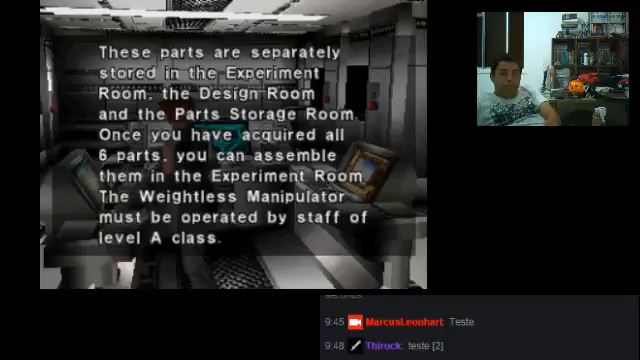 These parts are separately
stored in the Experiment
Room, the Design Room
and the Parts Storage Room.
Once you have acquired all
6 parts, you can assemble
them in the Experiment Room.
The Weightless Manipulator
must be operated by staff of
level A class.
seconds.
9:45 MarcusLeonhart: Teste
9:48 Thirock: teste [2]